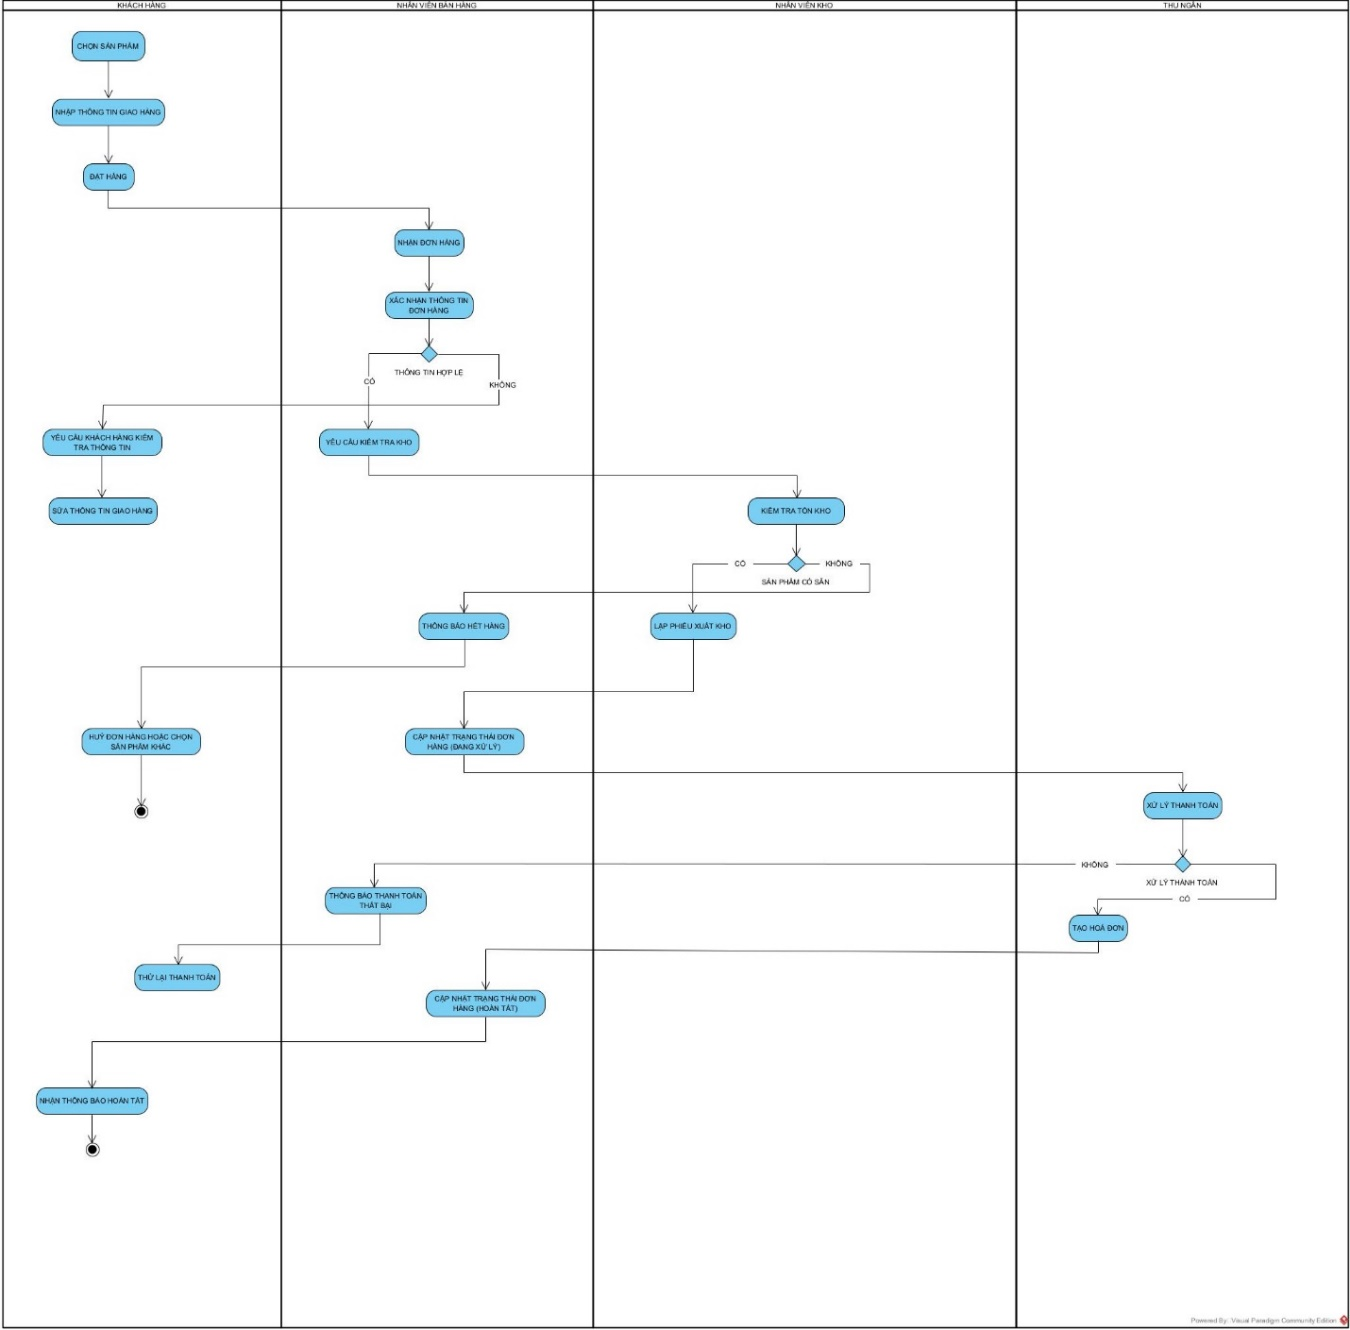 KHÁCH HÀNG
NHÂN VIÊN BÁN HÀNG
NHÂN VIÊN KHO
THU NGÂN
CHỌN SẢN PHẨM
NHẬP THÔNG TIN GIAO HÀNG
ĐẶT HÀNG
NHẬN ĐƠN HÀNG
XÁC NHẬN THÔNG TIN
ĐƠN HÀNG
THÔNG TIN HỢP LỆ
CÓ
KHÔNG
YÊU CẦU KHÁCH HÀNG KIỂM
TRA THÔNG TIN
YÊU CẦU KIỂM TRA KHO
SỬA THÔNG TIN GIAO HÀNG
KIỂM TRA TỒN KHO
CÓ
KHÔNG
SẢN PHẨM CÓ SẴN
THÔNG BÁO HẾT HÀNG
LẬP PHIẾU XUẤT KHO
HUỶ ĐƠN HÀNG HOẶC CHỌN
SẢN PHẨM KHÁC
CẬP NHẬT TRẠNG THÁI ĐƠN
HÀNG (ĐANG XỬ LÝ)
XỬ LÝ THANH TOÁN
KHÔNG
XỬ LÝ THANH TOÁN
CÓ
THÔNG BÁO THANH TOÁN
THẤT BẠI
TẠO HOÁ ĐƠN
THỬ LẠI THANH TOÁN
CẬP NHẬT TRẠNG THÁI ĐƠN
HÀNG (HOÀN TẤT)
NHẬN THÔNG BÁO HOÀN TẤT
Powered By: Visual Paradigm Community Edition